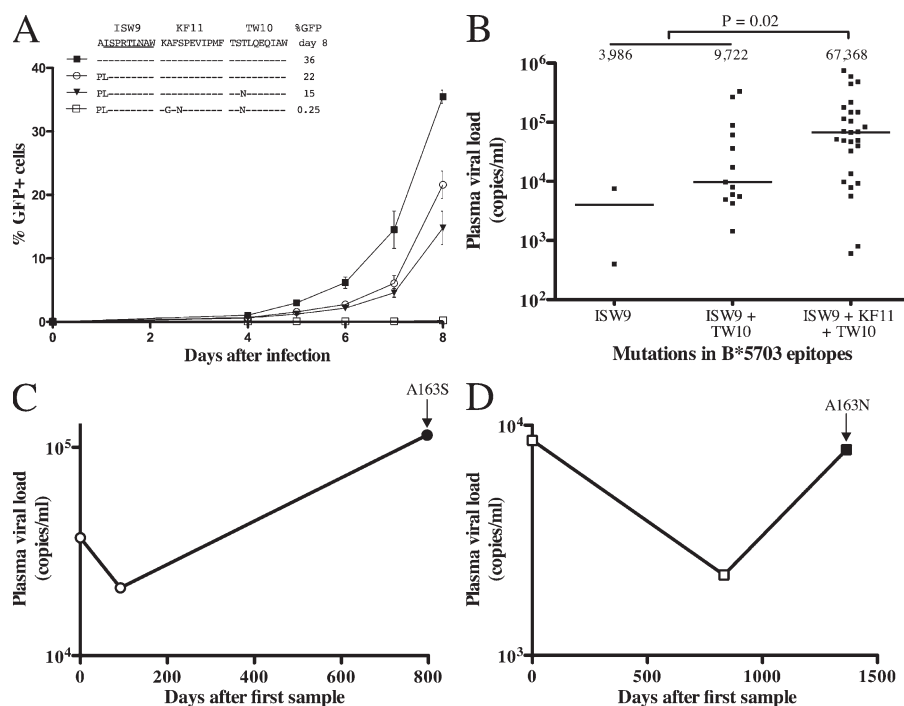 A
ISW9 KF11 TW10 %GFP
AISPRTLNAW KAFSPEVIPMF TSTLQEQIAW day 8
---------- ----------- ---------- 36
PL-------- ----------- ---------- 22
PL-------- ----------- --N------- 15
PL-------- -G-N------- --N------- 0.25
40
30
20
10
0
% GFP+ cells
0 2 4 6 8
Days after infection
B
P = 0.02
3,986 9,722 67,368
10^6
10^5
10^4
10^3
10^2
Plasma viral load
(copies/ml)
ISW9 ISW9 + ISW9 + KF11
TW10 + TW10
Mutations in B*5703 epitopes
C
A163S
10^5
10^4
Plasma viral load
(copies/ml)
0 200 400 600 800
Days after first sample
D
A163N
10^4
10^3
Plasma viral load
(copies/ml)
0 500 1000 1500
Days after first sample